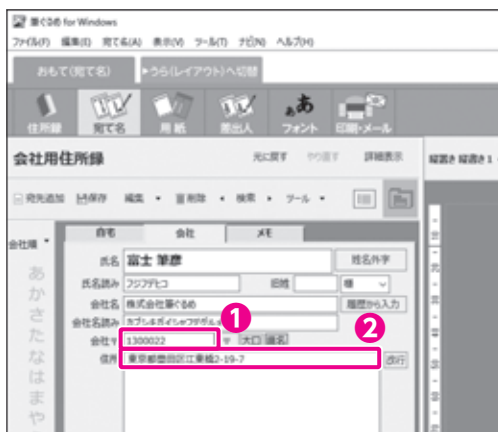 筆ぐるめ for Windows
ファイル(F) 編集(E) 宛て名(A) 表示(V) ツール(T) ナビ(N) ヘルプ(H)
おもて(宛て名) ▶うら(レイアウト)へ切替
住所録 宛て名 用紙 差出人 フォント 印刷・メール
会社用住所録 元に戻す やり直す 詳細表示 縦置き 縦書き1
宛先追加 保存 編集 削除 検索 ツール
会社順
自宅 会社 メモ
氏名 富士 筆彦 姓名外字
氏名読み フジフデヒコ 旧姓 様
会社名 株式会社筆ぐるめ 履歴から入力
会社名読み カブシキガイシャフデグル
❶ ❷
会社〒 1300022 〒 大口 匿名
住所 東京都墨田区江東橋2-19-7 改行
あ
か
さ
た
な
は
ま
や